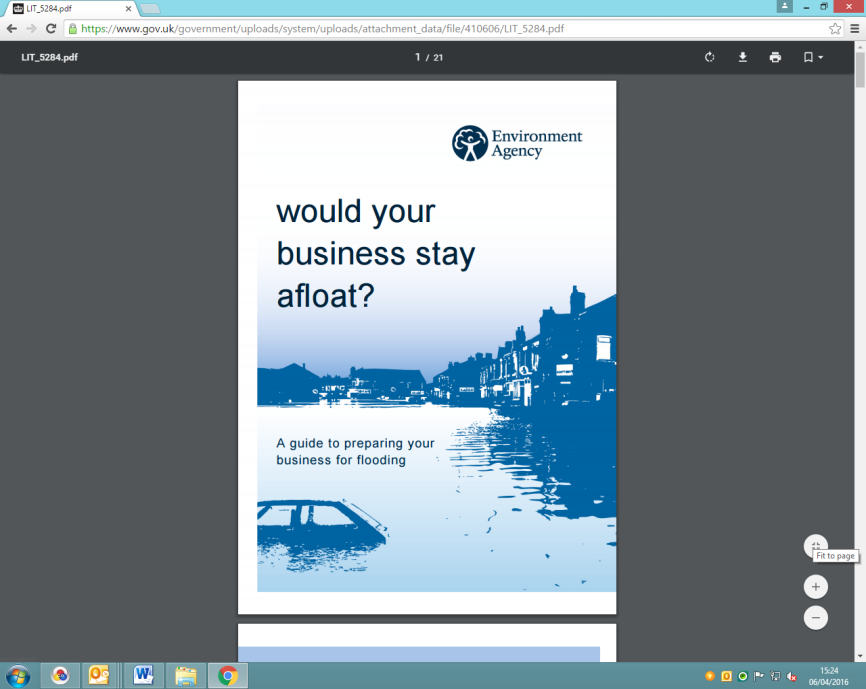 LIT_5284.pdf
https://www.gov.uk/government/uploads/system/uploads/attachment_data/file/410606/LIT_5284.pdf
LIT_5284.pdf
1 / 21
Environment
Agency
would your
business stay
afloat?
A guide to preparing your
business for flooding
Fit to page
15:24
06/04/2016